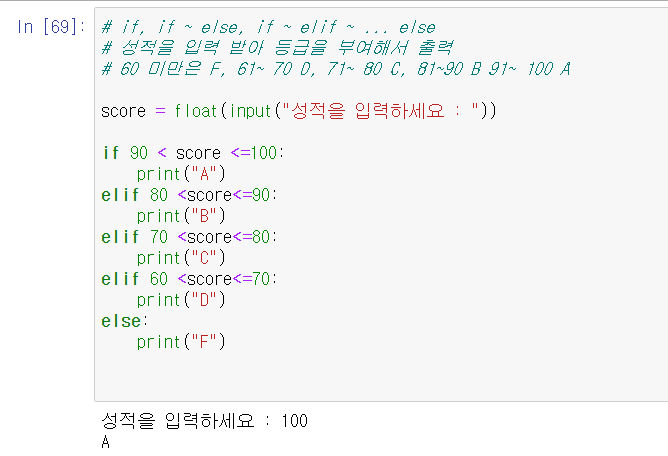 In [69]: # if, if ~ else, if ~ elif ~ ... else
# 성적을 입력 받아 등급을 부여해서 출력
# 60 미만은 F, 61~ 70 D, 71~ 80 C, 81~90 B 91~ 100 A
score = float(input("성적을 입력하세요 : "))
if 90 < score <=100:
    print("A")
elif 80 <score<=90:
    print("B")
elif 70 <score<=80:
    print("C")
elif 60 <score<=70:
    print("D")
else:
    print("F")
성적을 입력하세요 : 100
A